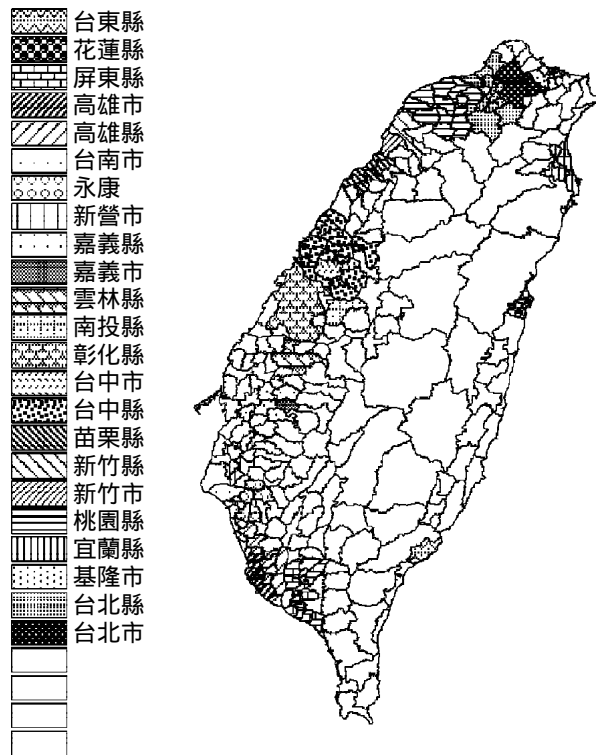 台東縣
花蓮縣
屏東縣
高雄市
高雄縣
台南市
永康
新營市
嘉義縣
嘉義市
雲林縣
南投縣
彰化縣
台中市
台中縣
苗栗縣
新竹縣
新竹市
桃園縣
宜蘭縣
基隆市
台北縣
台北市